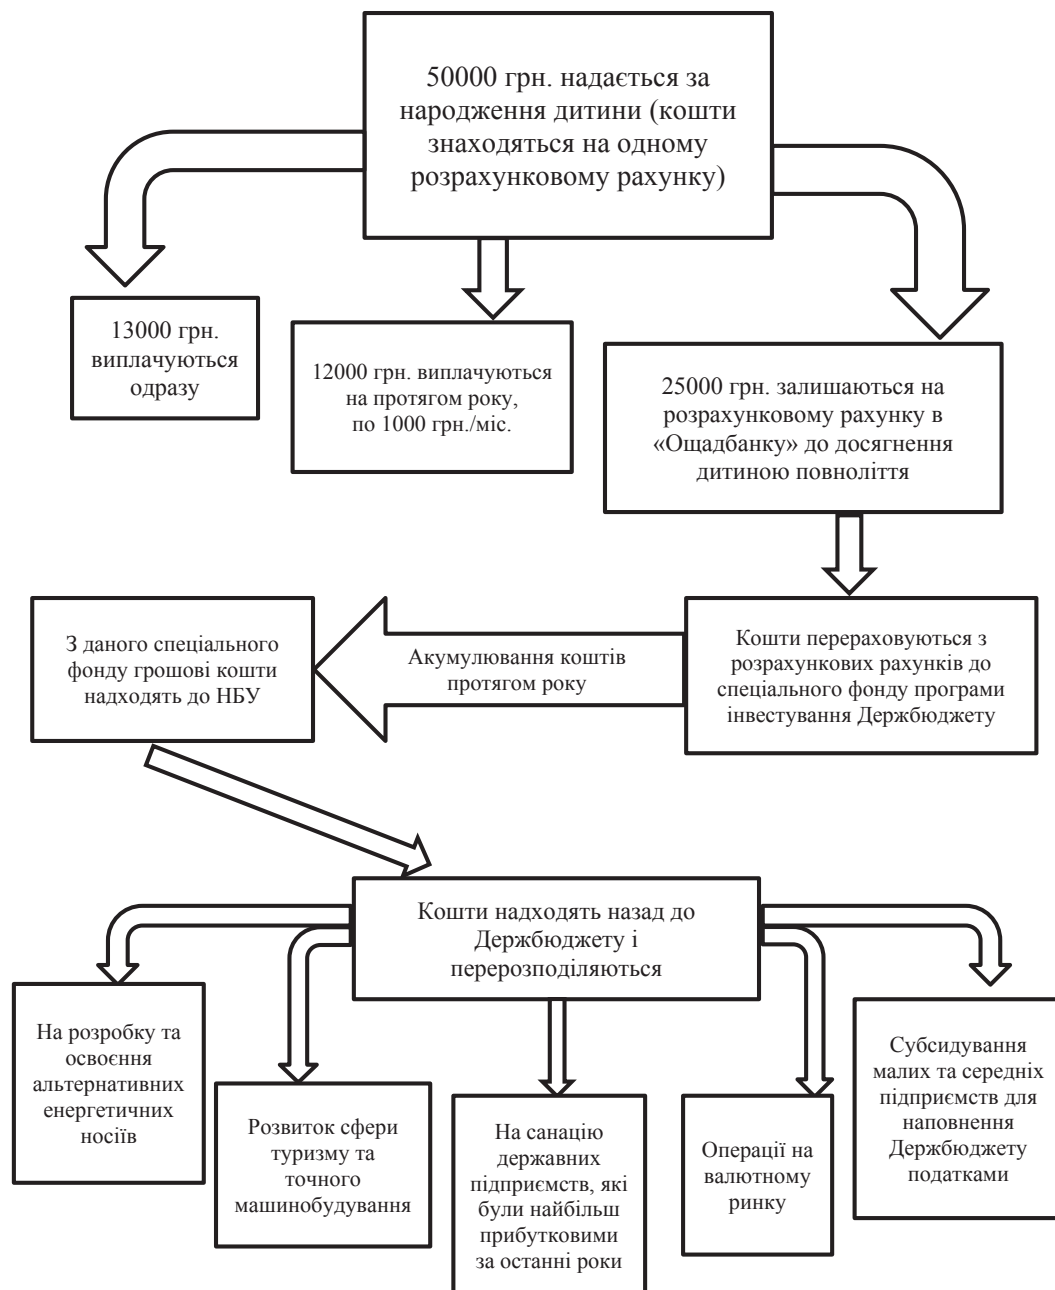 50000 грн. надається за
народження дитини (кошти
знаходяться на одному
розрахунковому рахунку)
13000 грн.
виплачуються
одразу
12000 грн. виплачуються
на протягом року,
по 1000 грн./міс.
25000 грн. залишаються на
розрахунковому рахунку в
«Ощадбанку» до досягнення
дитиною повноліття
Кошти перераховуються з
розрахункових рахунків до
спеціального фонду програми
інвестування Держбюджету
Акумулювання коштів
протягом року
З даного спеціального
фонду грошові кошти
надходять до НБУ
Кошти надходять назад до
Держбюджету і
перерозподіляються
На розробку та
освоєння
альтернативних
енергетичних
носіїв
Розвиток сфери
туризму та
точного
машинобудування
На санацію
державних
підприємств, які
були найбільш
прибутковими
за останні роки
Операції на
валютному
ринку
Субсидування
малих та середніх
підприємств для
наповнення
Держбюджету
податками